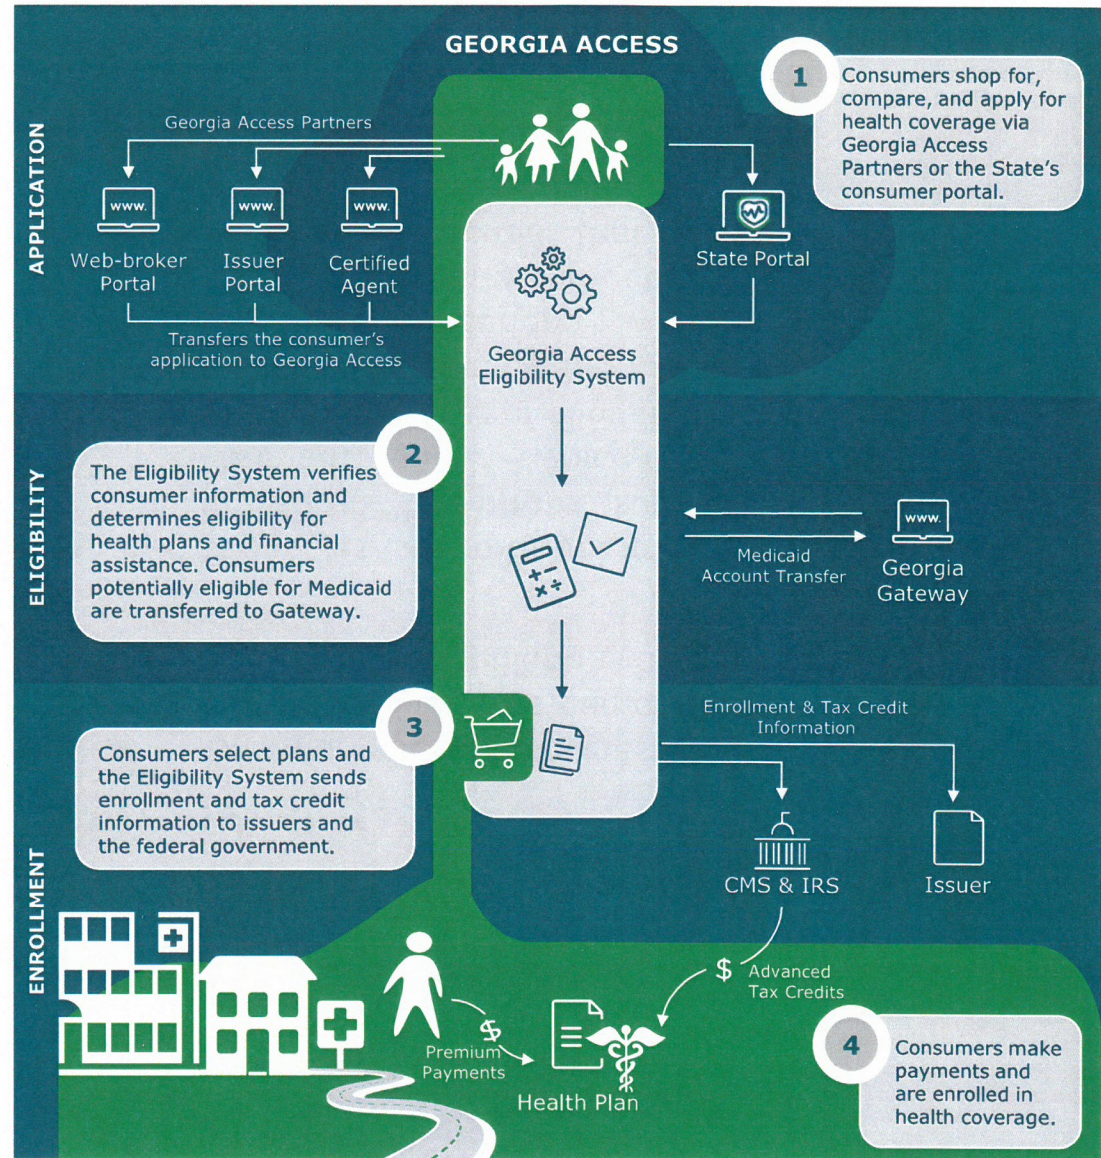 GEORGIA ACCESS
APPLICATION
1
Consumers shop for,
compare, and apply for
health coverage via
Georgia Access
Partners or the State's
consumer portal.
Georgia Access Partners
www.
www.
www.
Web-broker
Portal
Issuer
Portal
Certified
Agent
State Portal
Transfers the consumer's
application to Georgia Access
Georgia Access
Eligibility System
ELIGIBILITY
2
The Eligibility System verifies
consumer information and
determines eligibility for
health plans and financial
assistance. Consumers
potentially eligible for Medicaid
are transferred to Gateway.
Medicaid
Account Transfer
www.
Georgia
Gateway
ENROLLMENT
3
Consumers select plans and
the Eligibility System sends
enrollment and tax credit
information to issuers and
the federal government.
Enrollment & Tax Credit
Information
CMS & IRS
Issuer
$ Advanced
Tax Credits
$
Premium
Payments
Health Plan
4
Consumers make
payments and
are enrolled in
health coverage.